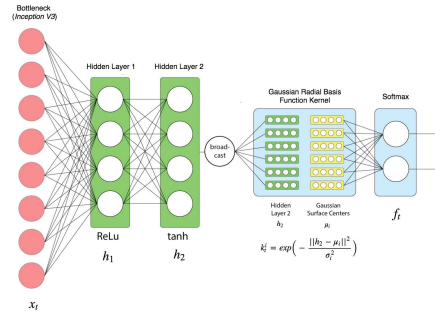 Bottleneck
(Inception V3)
Hidden Layer 1
Hidden Layer 2
Gaussian Radial Basis
Function Kernel
Softmax
broad-
cast
Hidden
Layer 2
h₂
Gaussian
Surface Centers
μᵢ
ReLu
h₁
tanh
h₂
fₜ
kₑⁱ = exp(− ||h₂ − μᵢ||² / σᵢ²)
xₜ